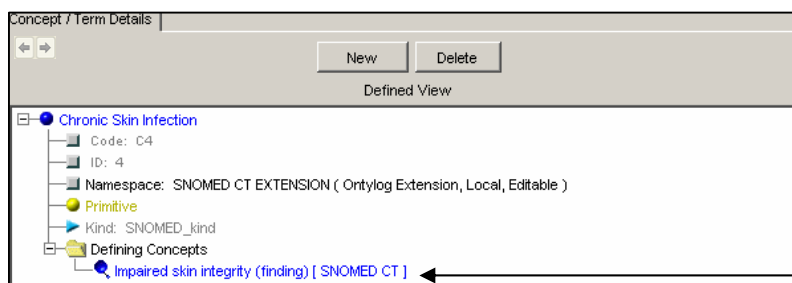 Concept / Term Details
New Delete
Defined View
Chronic Skin Infection
Code: C4
ID: 4
Namespace: SNOMED CT EXTENSION ( Ontylog Extension, Local, Editable )
Primitive
Kind: SNOMED_kind
Defining Concepts
Impaired skin integrity (finding) [ SNOMED CT ]